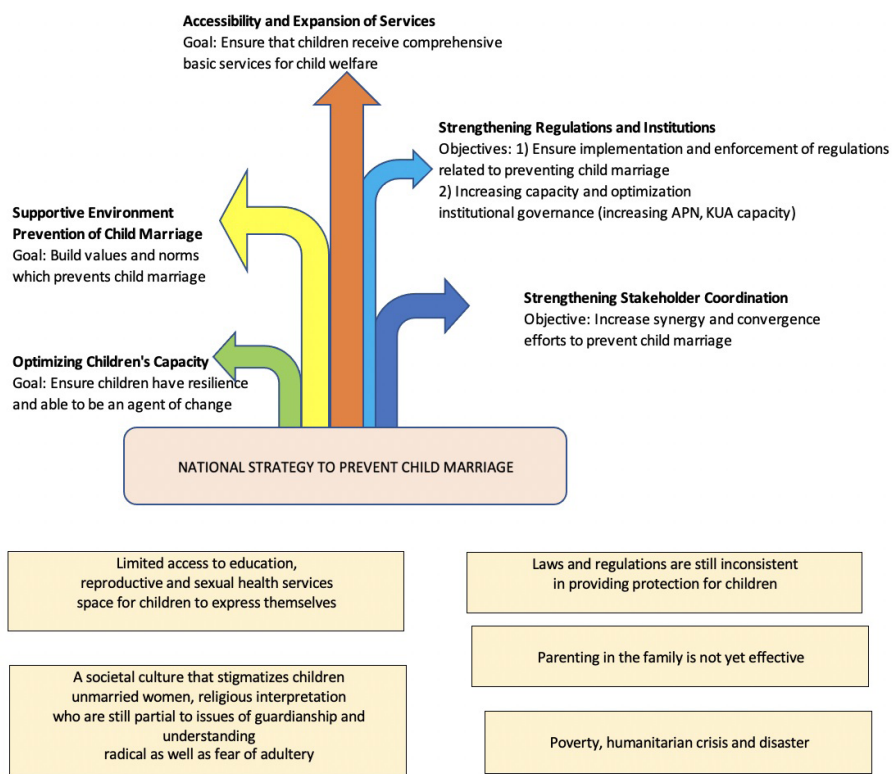 Accessibility and Expansion of Services
Goal: Ensure that children receive comprehensive
basic services for child welfare
Strengthening Regulations and Institutions
Objectives: 1) Ensure implementation and enforcement of regulations
related to preventing child marriage
2) Increasing capacity and optimization
institutional governance (increasing APN, KUA capacity)
Supportive Environment
Prevention of Child Marriage
Goal: Build values and norms
which prevents child marriage
Strengthening Stakeholder Coordination
Objective: Increase synergy and convergence
efforts to prevent child marriage
Optimizing Children's Capacity
Goal: Ensure children have resilience
and able to be an agent of change
NATIONAL STRATEGY TO PREVENT CHILD MARRIAGE
Limited access to education,
reproductive and sexual health services
space for children to express themselves
Laws and regulations are still inconsistent
in providing protection for children
Parenting in the family is not yet effective
A societal culture that stigmatizes children
unmarried women, religious interpretation
who are still partial to issues of guardianship and
understanding
radical as well as fear of adultery
Poverty, humanitarian crisis and disaster